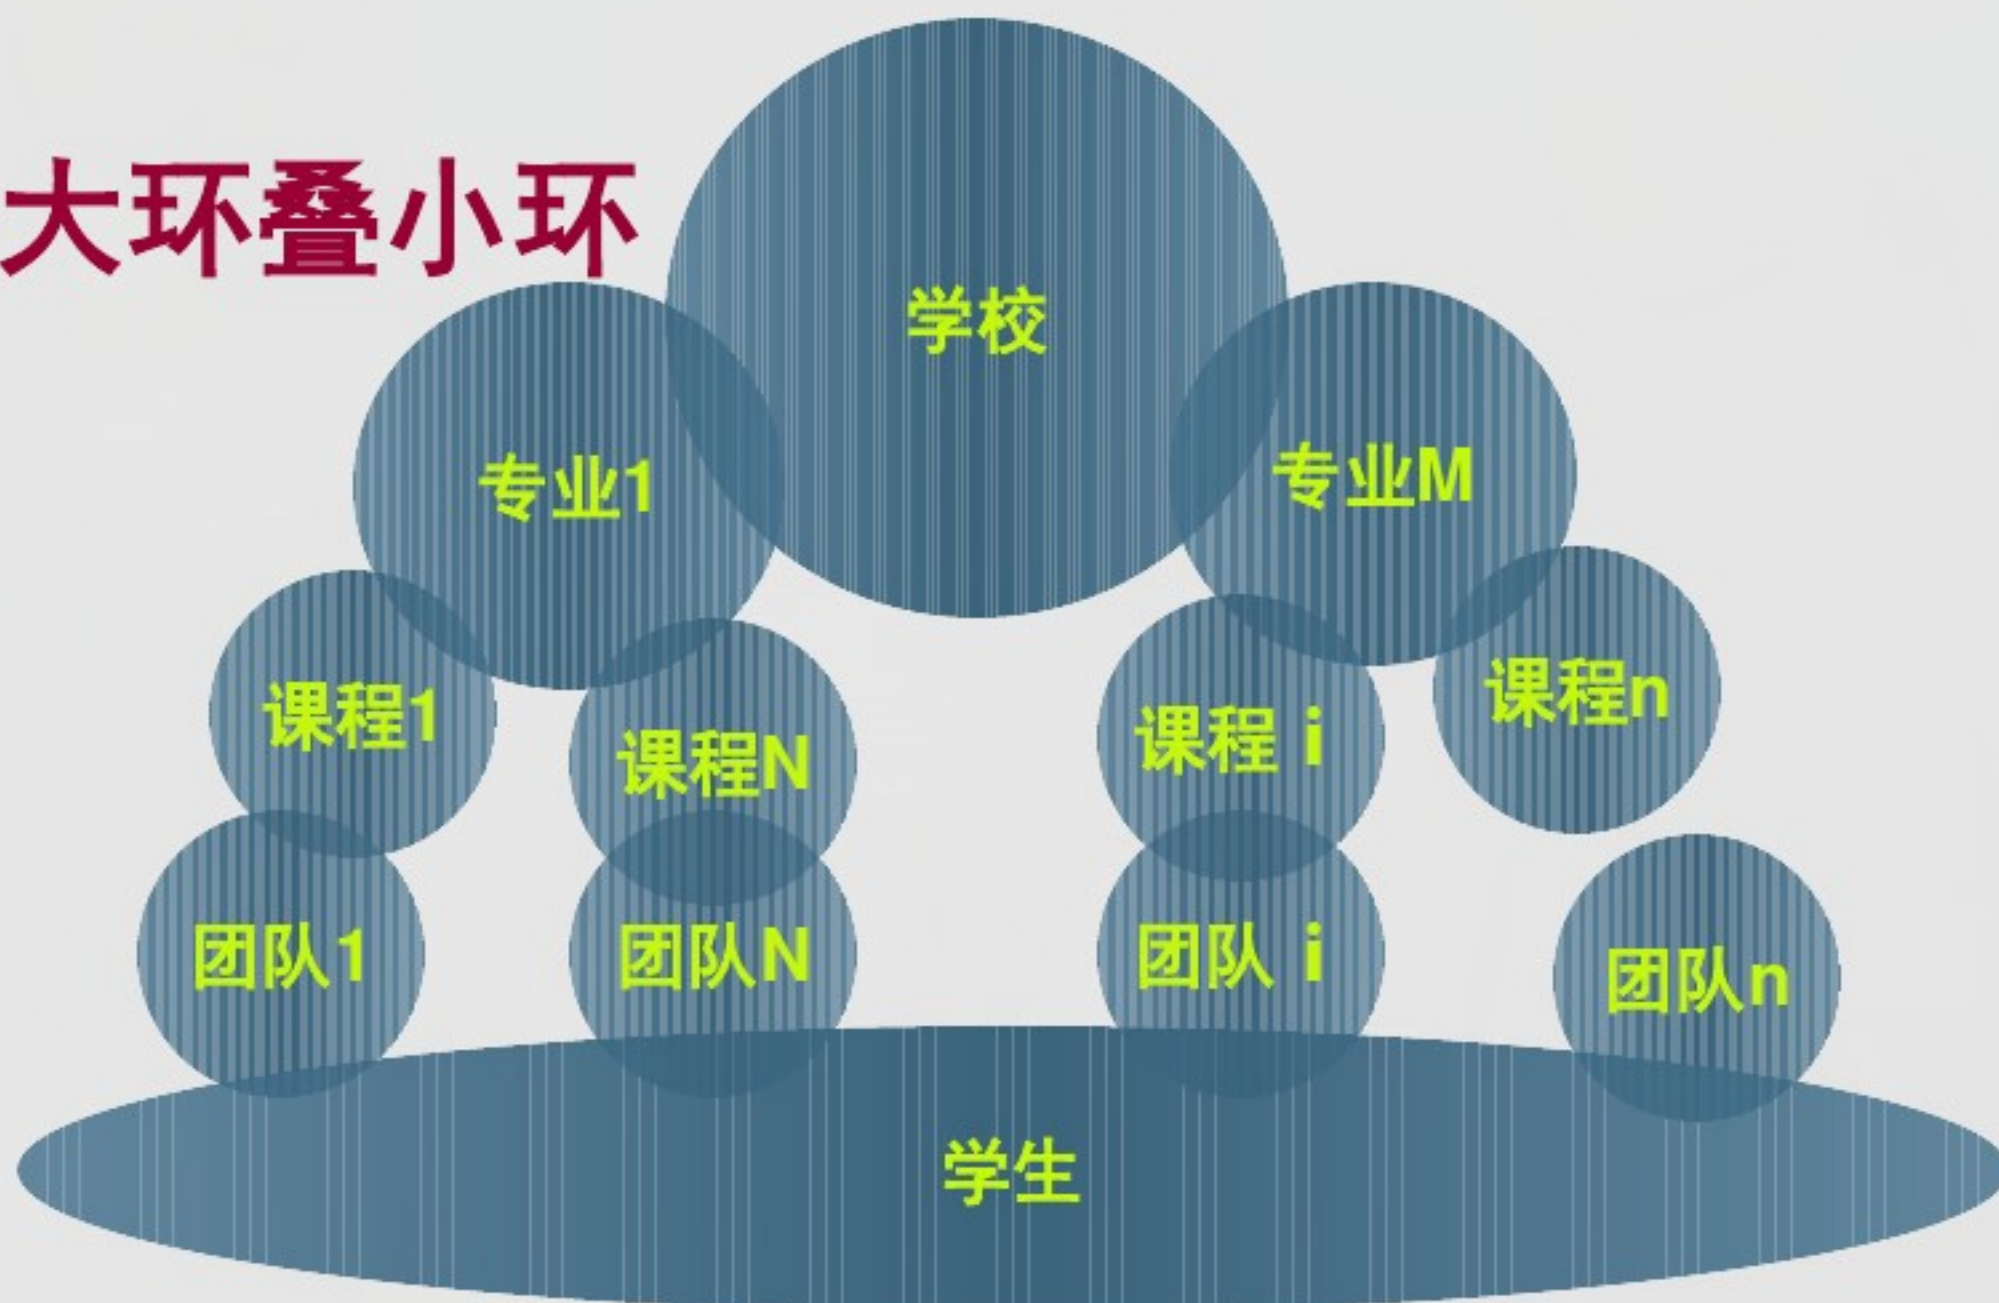 大环叠小环
学校
专业1
专业M
课程1
课程N
课程 i
课程n
团队1
团队N
团队 i
团队n
学生